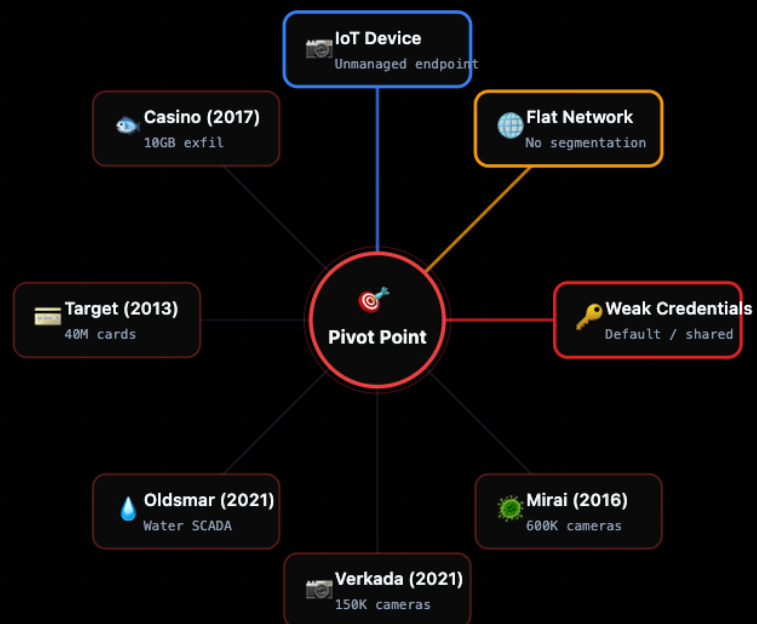 IoT Device
Unmanaged endpoint
Casino (2017)
10GB exfil
Flat Network
No segmentation
Target (2013)
40M cards
Pivot Point
Weak Credentials
Default / shared
Oldsmar (2021)
Water SCADA
Mirai (2016)
600K cameras
Verkada (2021)
150K cameras